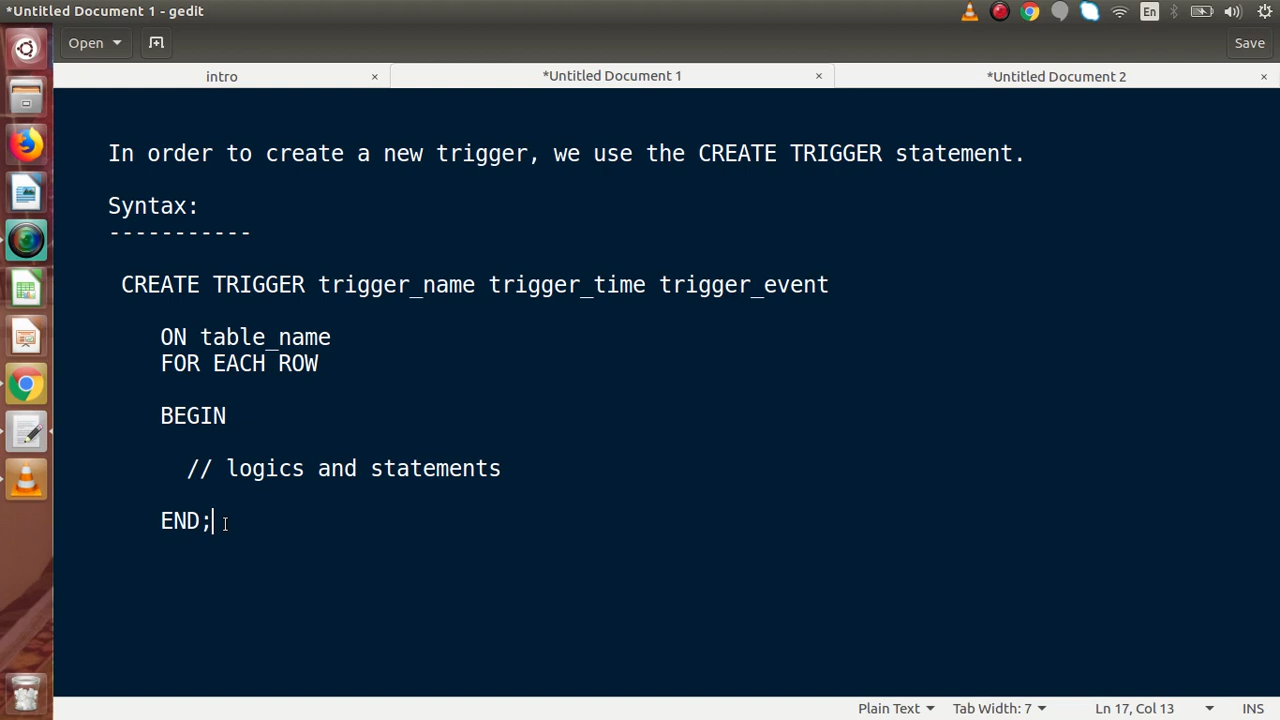 *Untitled Document 1 - gedit
En
Open
Save
intro
*Untitled Document 1
*Untitled Document 2
In order to create a new trigger, we use the CREATE TRIGGER statement.
Syntax:
-----------
CREATE TRIGGER trigger_name trigger_time trigger_event
ON table_name
FOR EACH ROW
BEGIN
// logics and statements
END;
Plain Text
Tab Width: 7
Ln 17, Col 13
INS